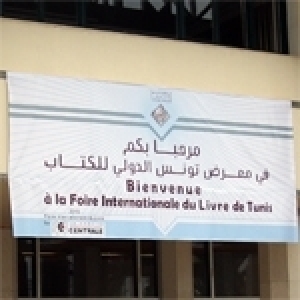 مرحبا بكم
في معرض تونس الدولي للكتاب
Bienvenue
à la Foire Internationale du Livre de Tunis
CENTRALE